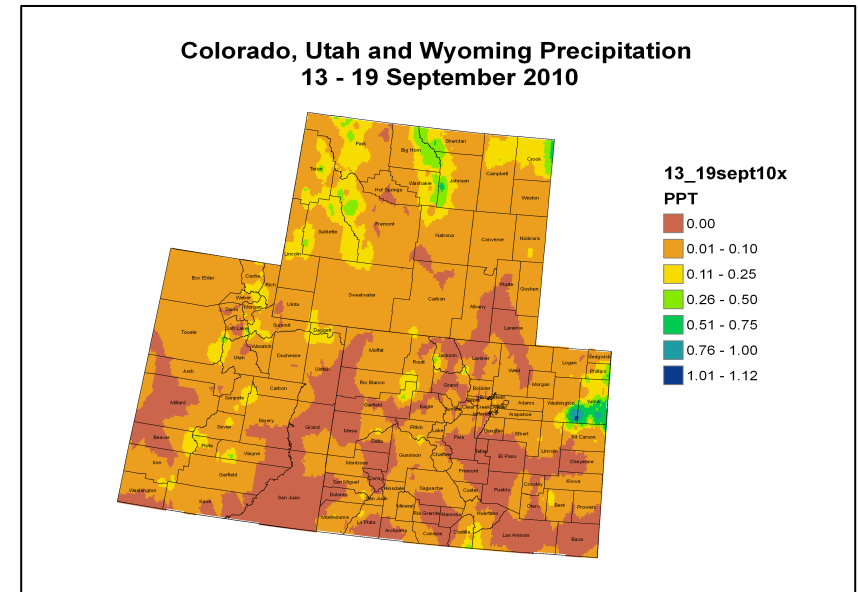 Colorado, Utah and Wyoming Precipitation
13 - 19 September 2010
13_19sept10x
PPT
0.00
0.01 - 0.10
0.11 - 0.25
0.26 - 0.50
0.51 - 0.75
0.76 - 1.00
1.01 - 1.12
Park
Big Horn
Sheridan
Crook
Teton
Hot Springs
Washakie
Johnson
Campbell
Weston
Fremont
Sublette
Natrona
Converse
Niobrara
Lincoln
Sweetwater
Carbon
Albany
Platte
Goshen
Uinta
Laramie
Box Elder
Cache
Rich
Weber
Morgan
Davis
Salt Lake
Summit
Daggett
Tooele
Wasatch
Utah
Duchesne
Uintah
Juab
Carbon
Millard
Sanpete
Emery
Grand
Sevier
Beaver
Piute
Wayne
Iron
Garfield
Washington
Kane
San Juan
Moffat
Routt
Jackson
Larimer
Weld
Logan
Sedgwick
Phillips
Rio Blanco
Grand
Boulder
Morgan
Washington
Yuma
Garfield
Eagle
Clear Creek
Adams
Arapahoe
Mesa
Pitkin
Lake
Park
Douglas
Elbert
Kit Carson
Delta
Gunnison
Chaffee
Teller
El Paso
Lincoln
Cheyenne
Montrose
Fremont
San Miguel
Ouray
Hinsdale
Saguache
Custer
Pueblo
Crowley
Kiowa
Dolores
San Juan
Mineral
Otero
Bent
Prowers
Montezuma
La Plata
Rio Grande
Alamosa
Huerfano
Archuleta
Conejos
Costilla
Las Animas
Baca